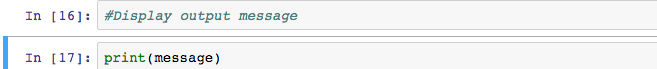 In [16]: #Display output message
In [17]: print(message)